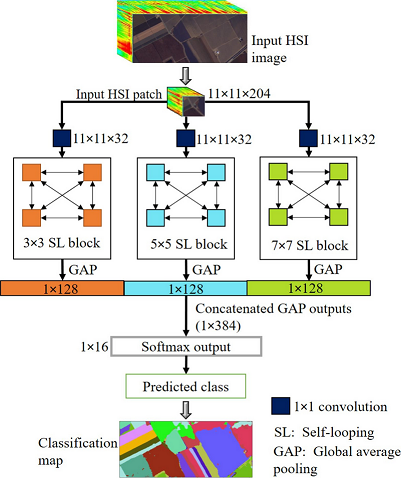 Input HSI
image
Input HSI patch
11×11×204
11×11×32
11×11×32
11×11×32
3×3 SL block
5×5 SL block
7×7 SL block
GAP
GAP
GAP
1×128
1×128
1×128
Concatenated GAP outputs
(1×384)
1×16
Softmax output
Predicted class
1×1 convolution
Classification
map
SL: Self-looping
GAP: Global average
pooling